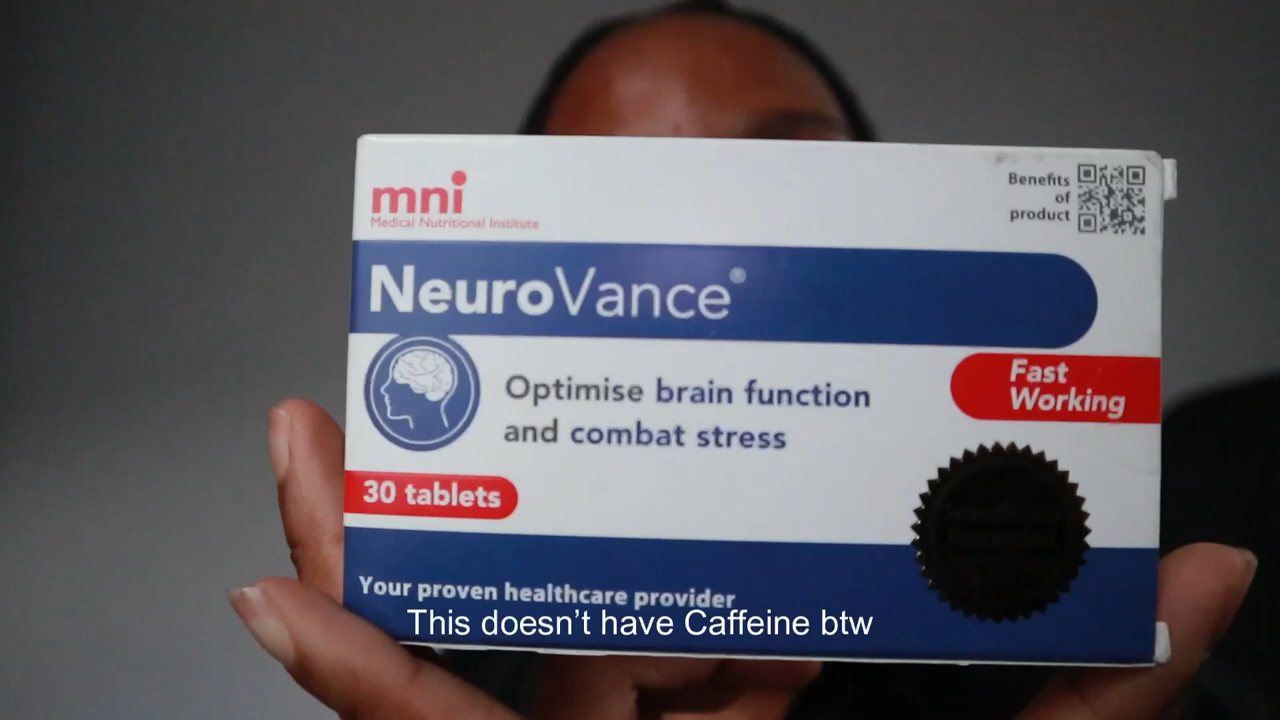 mni
Medical Nutritional Institute
Benefits
of
product
NeuroVance®
Optimise brain function
and combat stress
Fast
Working
30 tablets
Your proven healthcare provider
This doesn't have Caffeine btw